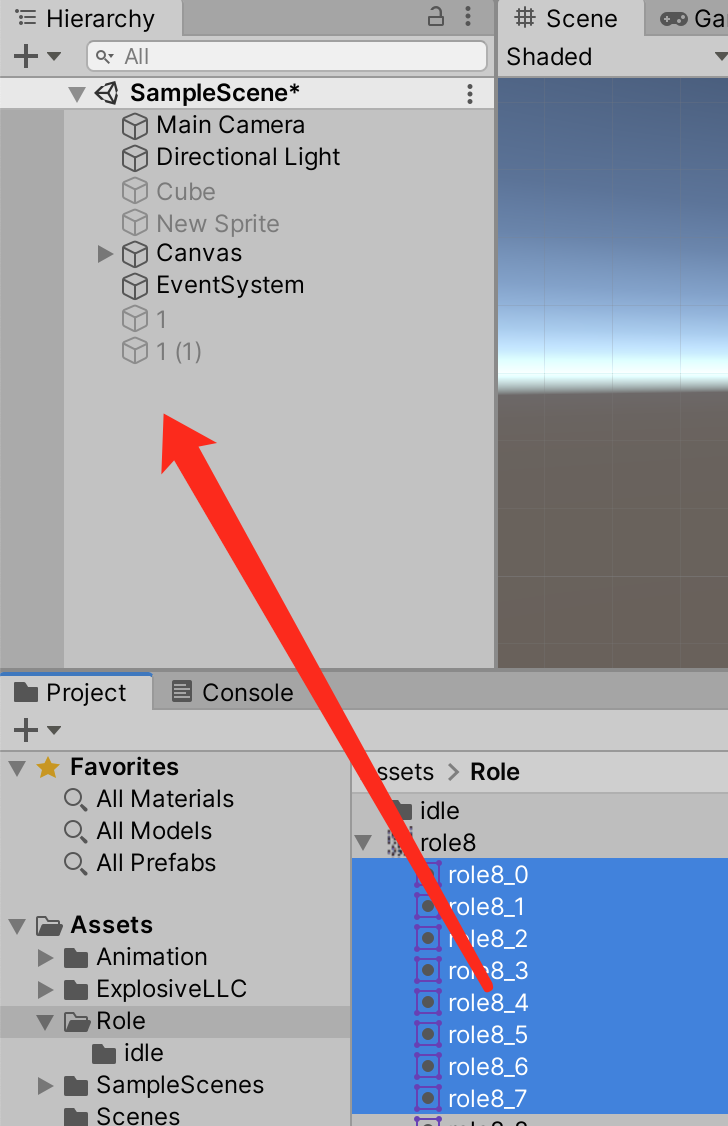 Hierarchy
Scene
All
Shaded
SampleScene*
Main Camera
Directional Light
Cube
New Sprite
Canvas
EventSystem
1
1 (1)
Project
Console
Favorites
All Materials
All Models
All Prefabs
Assets
Animation
ExplosiveLLC
Role
idle
SampleScenes
Scenes
ssets > Role
idle
role8
role8_0
role8_1
role8_2
role8_3
role8_4
role8_5
role8_6
role8_7